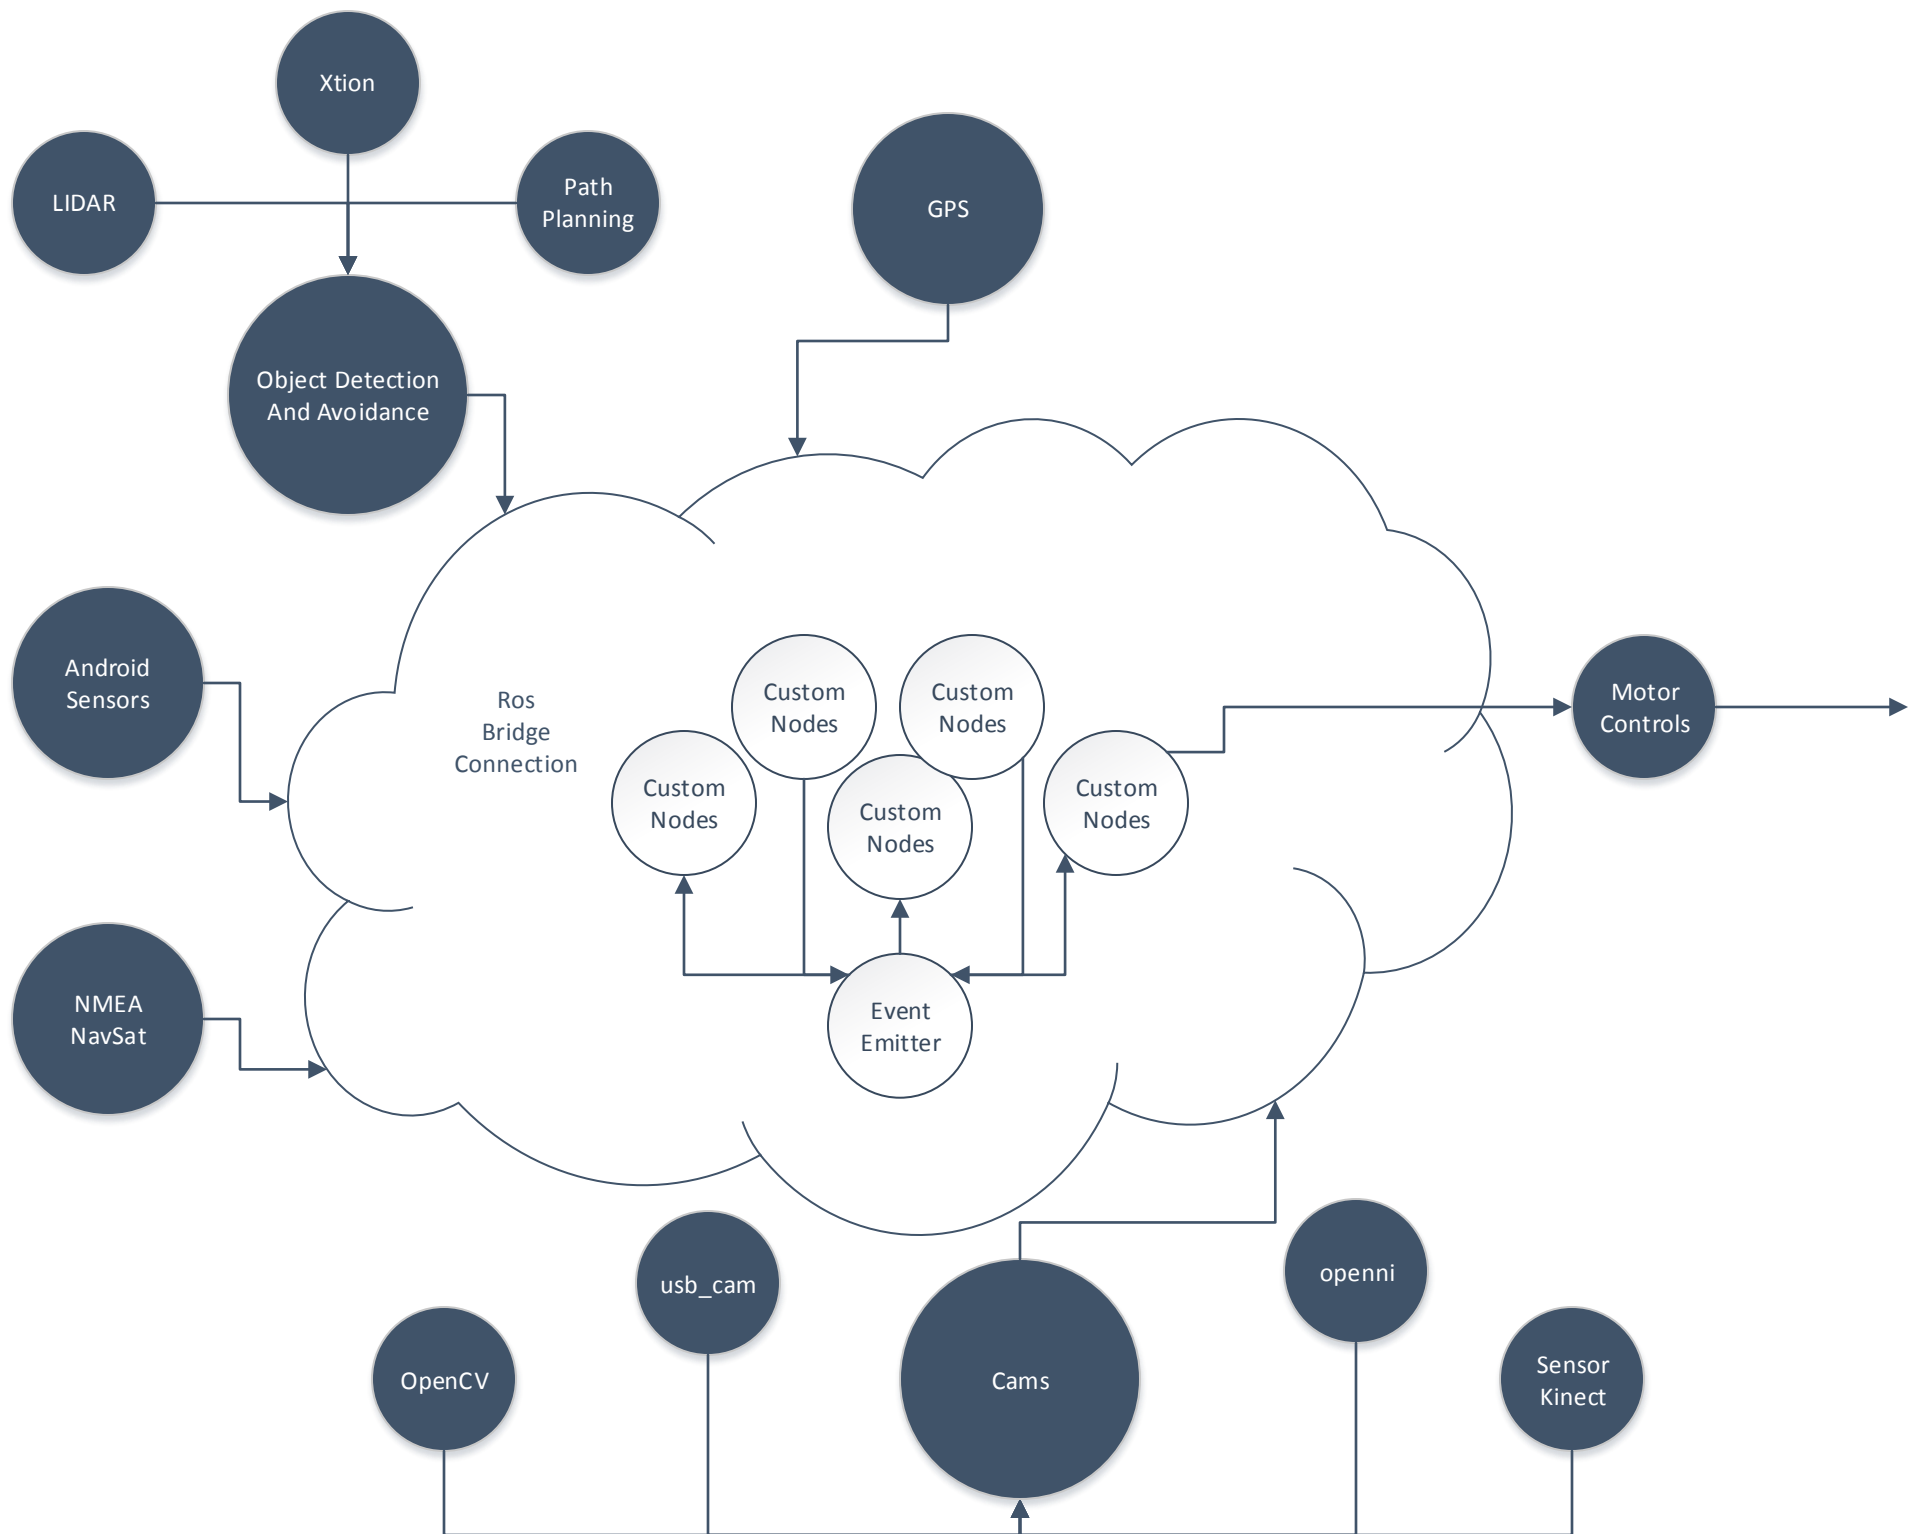 Xtion
LIDAR
Path
Planning
GPS
Object Detection
And Avoidance
Android
Sensors
Ros
Bridge
Connection
Custom
Nodes
Custom
Nodes
Custom
Nodes
Custom
Nodes
Custom
Nodes
Motor
Controls
NMEA
NavSat
Event
Emitter
usb_cam
openni
OpenCV
Cams
Sensor
Kinect